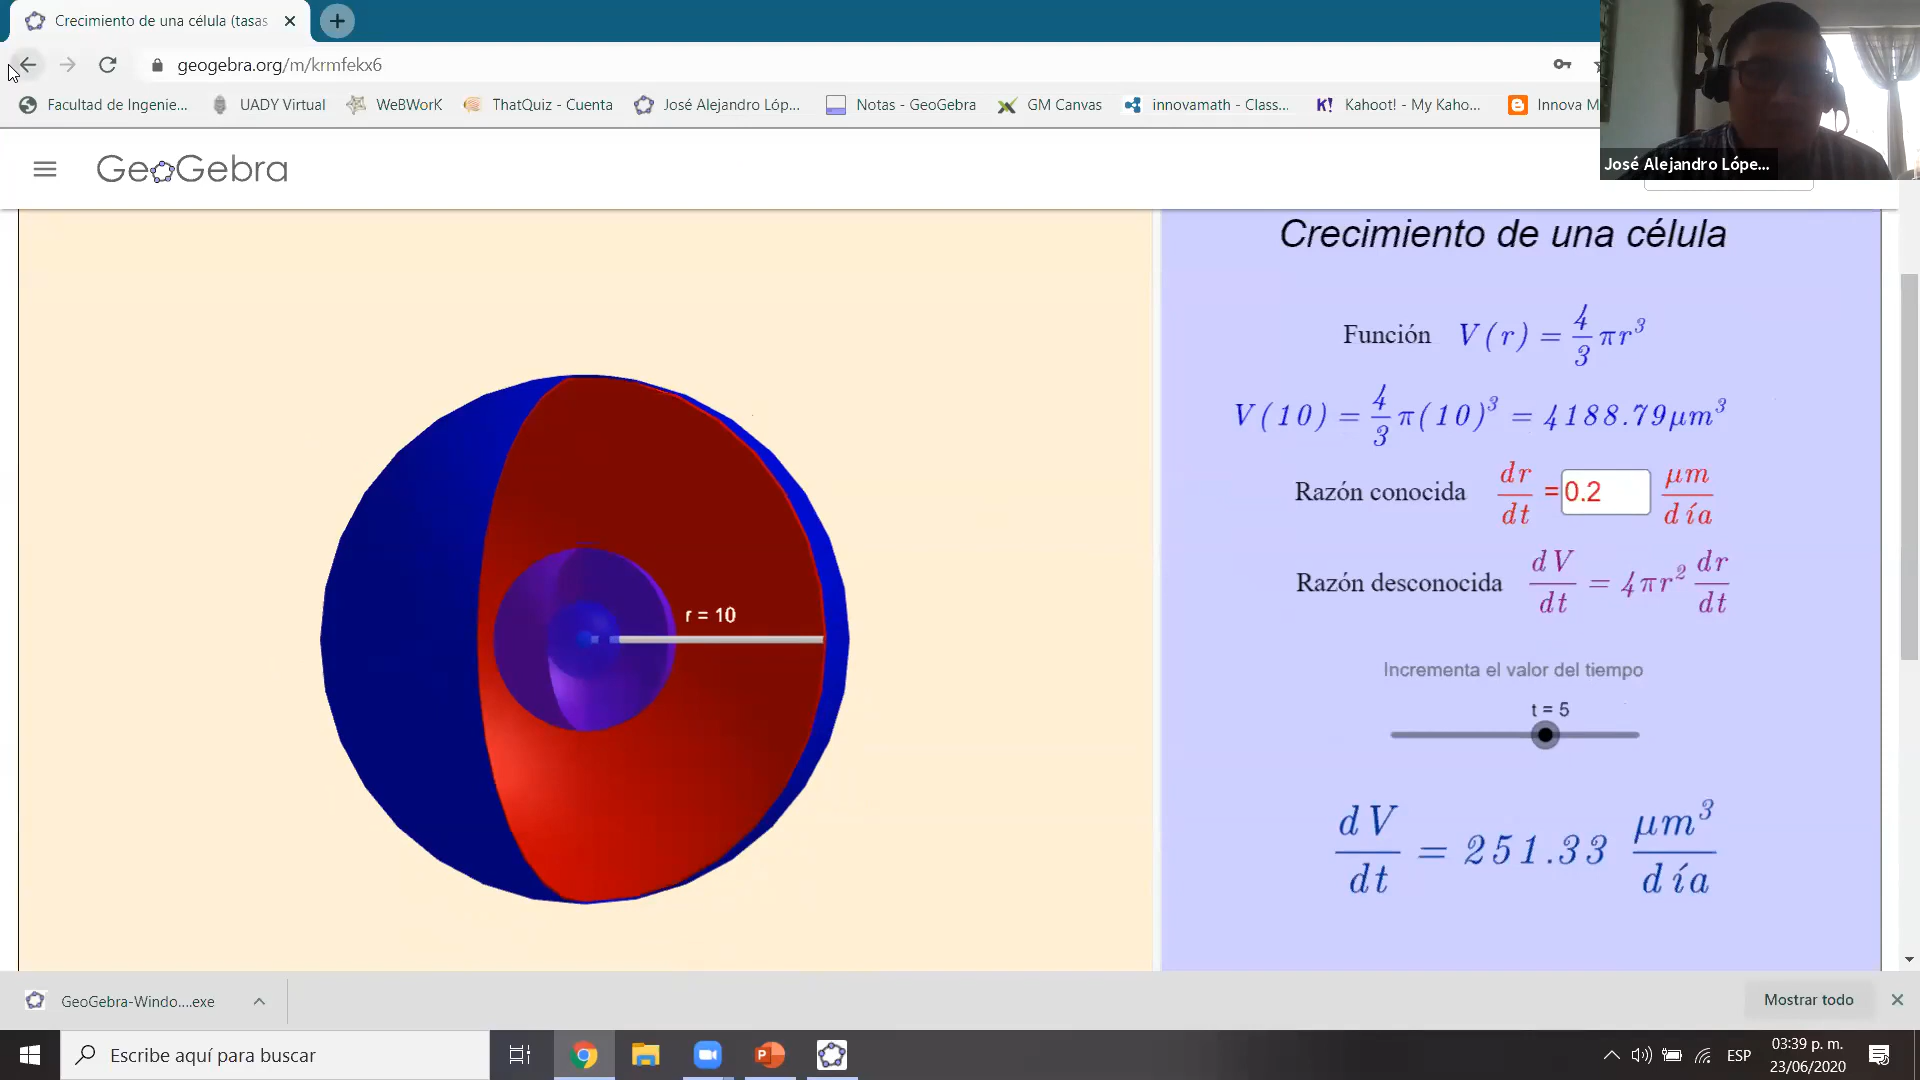 Crecimiento de una célula (tasas
geogebra.org/m/krmfekx6
Facultad de Ingenie... UADY Virtual WeBWorK ThatQuiz - Cuenta José Alejandro Lóp... Notas - GeoGebra GM Canvas innovamath - Class... Kahoot! - My Kaho... Innova M
José Alejandro Lópe...
GeoGebra
Crecimiento de una célula
Función V(r) = 4/3 πr³
V(10) = 4/3 π(10)³ = 4188.79μm³
Razón conocida dr/dt = 0.2 μm/día
Razón desconocida dV/dt = 4πr² dr/dt
r = 10
Incrementa el valor del tiempo
t = 5
dV/dt = 251.33 μm³/día
GeoGebra-Windo....exe
Mostrar todo
Escribe aquí para buscar
ESP
03:39 p. m.
23/06/2020